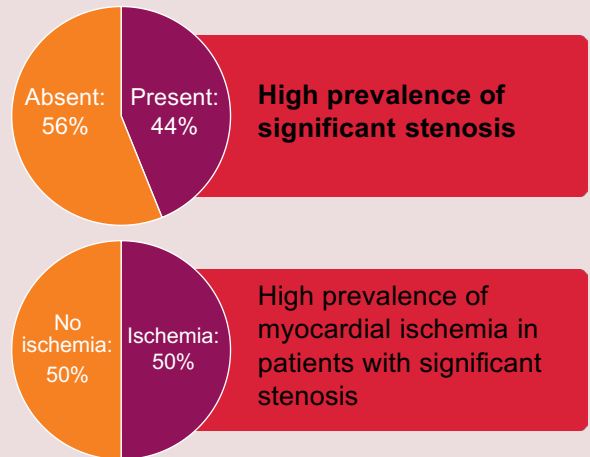 Absent:
56%
Present:
44%
High prevalence of
significant stenosis
No
ischemia:
50%
Ischemia:
50%
High prevalence of
myocardial ischemia in
patients with significant
stenosis